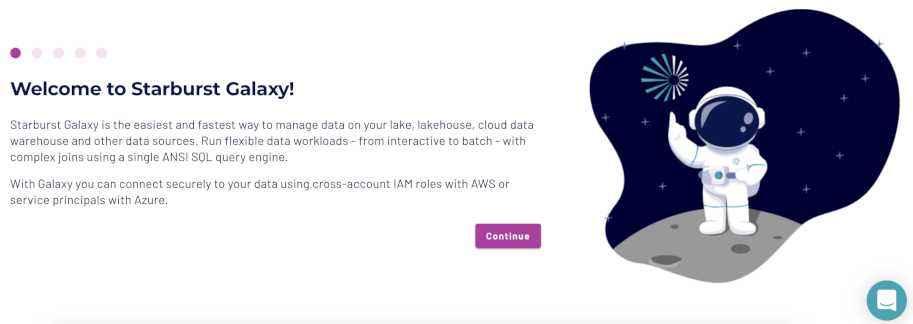 Welcome to Starburst Galaxy!
Starburst Galaxy is the easiest and fastest way to manage data on your lake, lakehouse, cloud data
warehouse and other data sources. Run flexible data workloads - from interactive to batch - with
complex joins using a single ANSI SQL query engine.
With Galaxy you can connect securely to your data using cross-account IAM roles with AWS or
service principals with Azure.
Continue